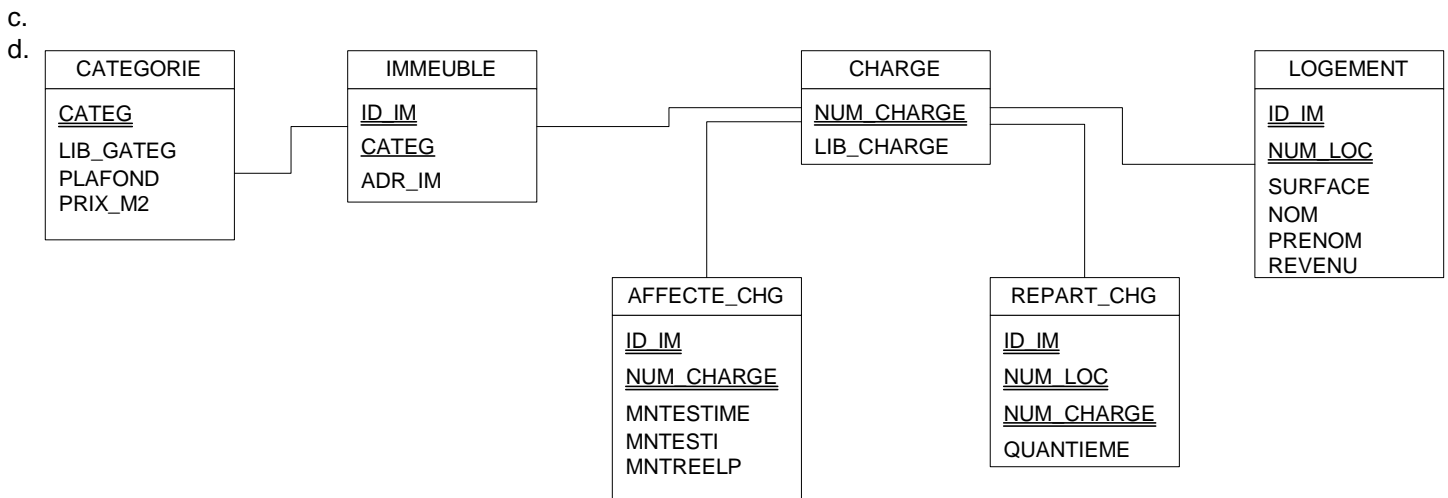 c.
d.
CATEGORIE
CATEG
LIB_GATEG
PLAFOND
PRIX_M2
IMMEUBLE
ID_IM
CATEG
ADR_IM
CHARGE
NUM_CHARGE
LIB_CHARGE
LOGEMENT
ID_IM
NUM_LOC
SURFACE
NOM
PRENOM
REVENU
AFFECTE_CHG
ID_IM
NUM_CHARGE
MNTESTIME
MNTESTI
MNTREELP
REPART_CHG
ID_IM
NUM_LOC
NUM_CHARGE
QUANTIEME